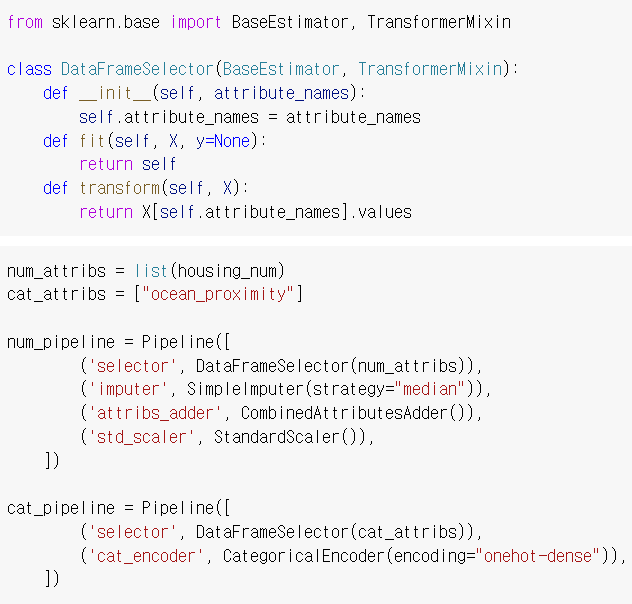 from sklearn.base import BaseEstimator, TransformerMixin
class DataFrameSelector(BaseEstimator, TransformerMixin):
    def __init__(self, attribute_names):
        self.attribute_names = attribute_names
    def fit(self, X, y=None):
        return self
    def transform(self, X):
        return X[self.attribute_names].values
num_attribs = list(housing_num)
cat_attribs = ["ocean_proximity"]
num_pipeline = Pipeline([
        ('selector', DataFrameSelector(num_attribs)),
        ('imputer', SimpleImputer(strategy="median")),
        ('attribs_adder', CombinedAttributesAdder()),
        ('std_scaler', StandardScaler()),
    ])
cat_pipeline = Pipeline([
        ('selector', DataFrameSelector(cat_attribs)),
        ('cat_encoder', CategoricalEncoder(encoding="onehot-dense")),
    ])